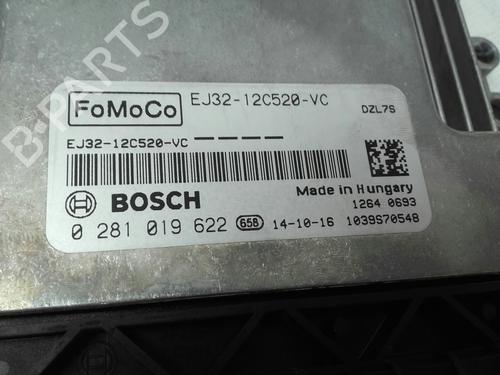 B-PARTS
FoMoCo
EJ32-12C520-VC
DZL7S
EJ32-12C520-VC — — — —
BOSCH
Made in Hungary
1264 0693
0 281 019 622 658 14-10-16 1039S70548